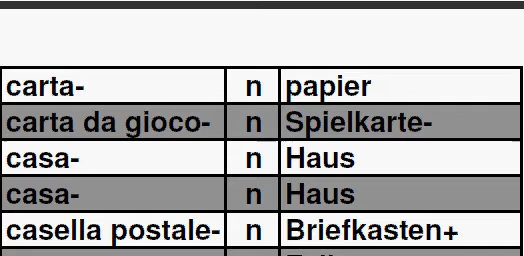 carta- n papier
carta da gioco- n Spielkarte-
casa- n Haus
casa- n Haus
casella postale- n Briefkasten+